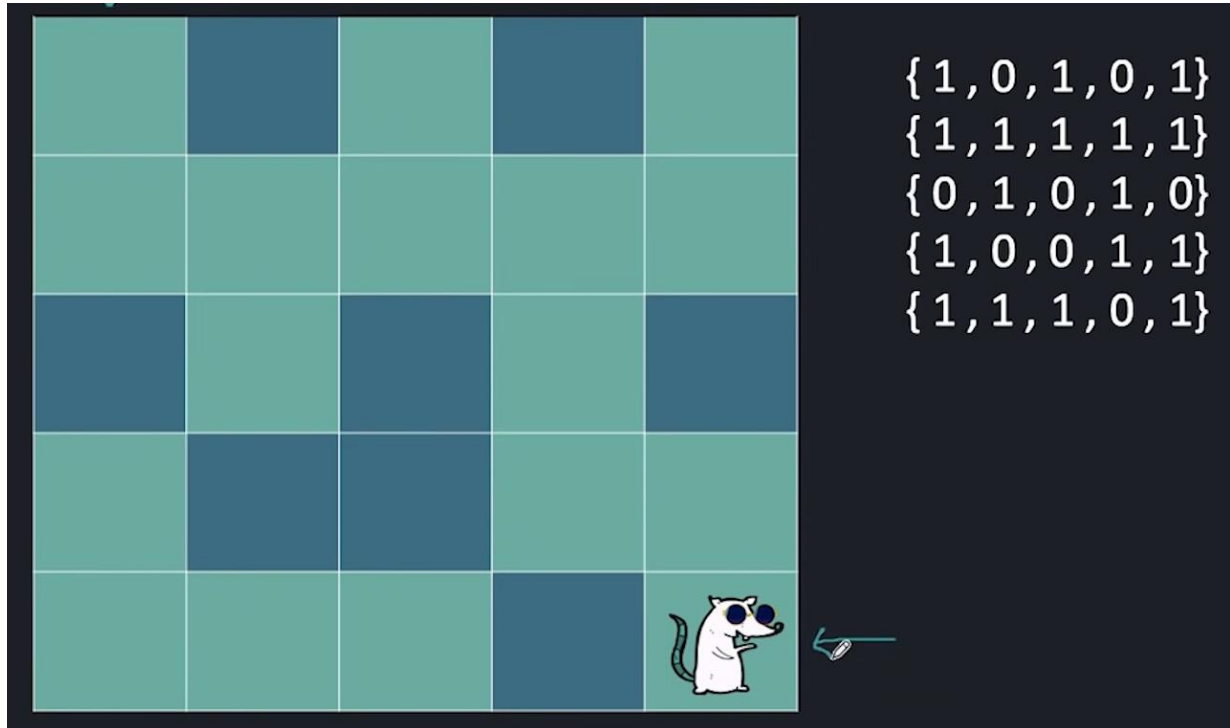 { 1 , 0 , 1 , 0 , 1}
{ 1 , 1 , 1 , 1 , 1}
{ 0 , 1 , 0 , 1 , 0}
{ 1 , 0 , 0 , 1 , 1}
{ 1 , 1 , 1 , 0 , 1}